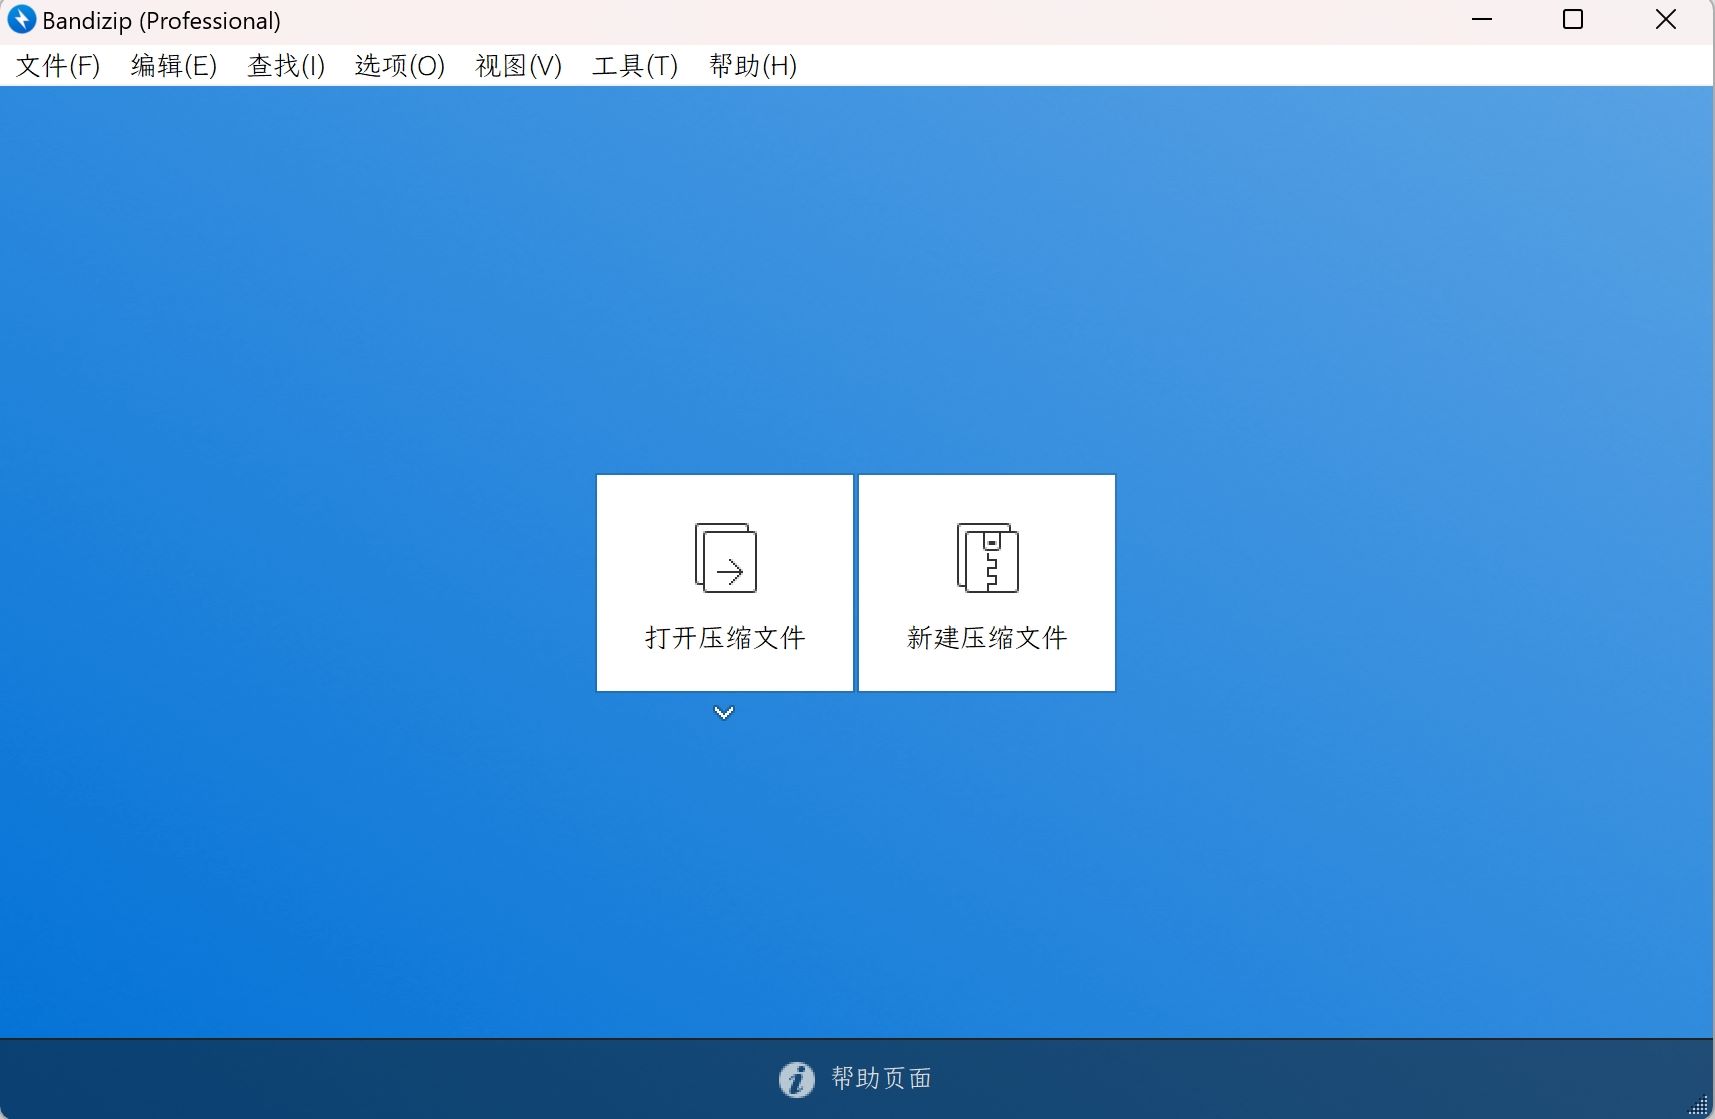 Bandizip (Professional)
文件(F) 编辑(E) 查找(I) 选项(O) 视图(V) 工具(T) 帮助(H)
打开压缩文件 新建压缩文件
帮助页面